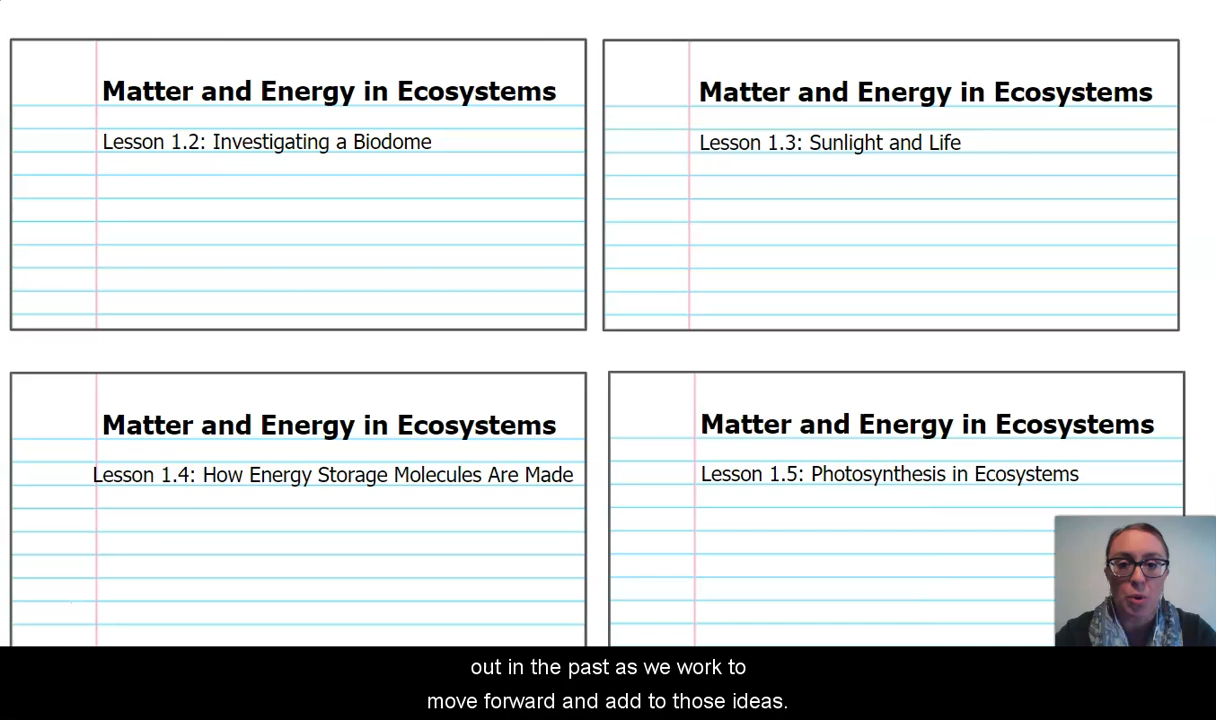 Matter and Energy in Ecosystems
Lesson 1.2: Investigating a Biodome
Matter and Energy in Ecosystems
Lesson 1.3: Sunlight and Life
Matter and Energy in Ecosystems
Lesson 1.4: How Energy Storage Molecules Are Made
Matter and Energy in Ecosystems
Lesson 1.5: Photosynthesis in Ecosystems
out in the past as we work to
move forward and add to those ideas.